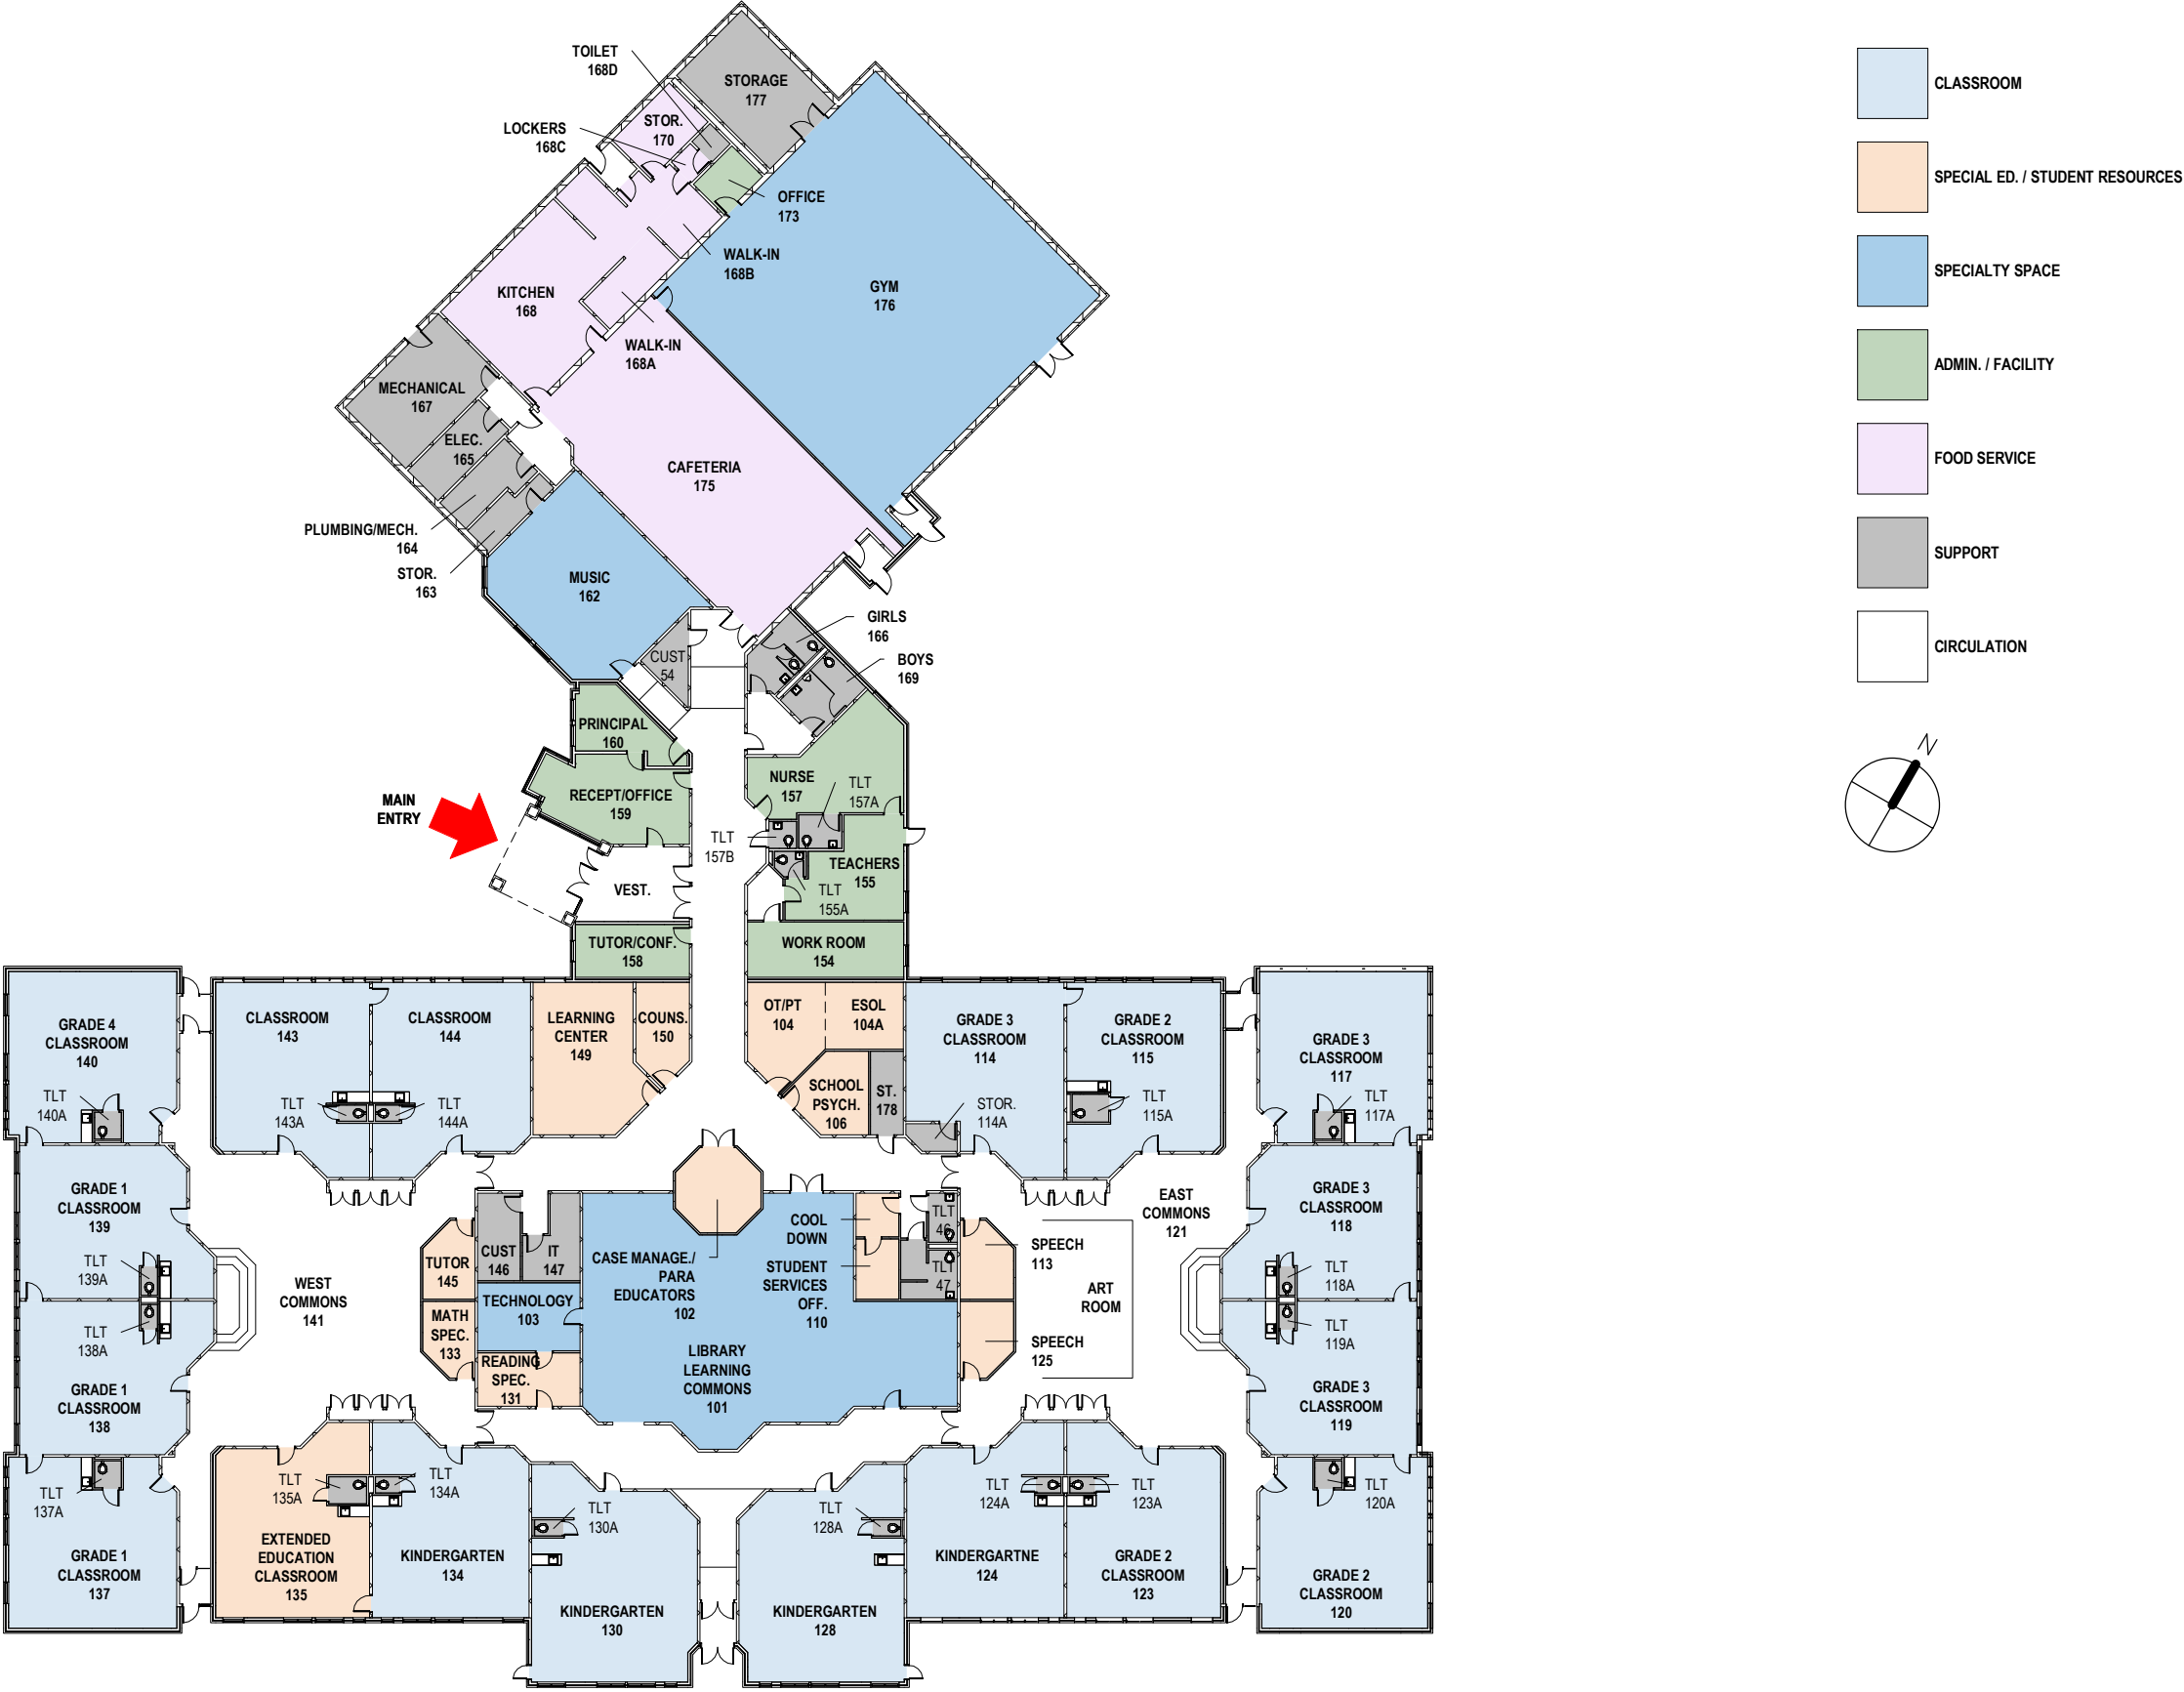 TOILET
168D
STORAGE
177
LOCKERS
168C
STOR.
170
OFFICE
173
WALK-IN
168B
KITCHEN
168
GYM
176
WALK-IN
168A
MECHANICAL
167
ELEC.
165
CAFETERIA
175
PLUMBING/MECH.
164
STOR.
163
MUSIC
162
GIRLS
166
CUST
54
BOYS
169
PRINCIPAL
160
NURSE
157
TLT
157A
RECEPT/OFFICE
159
MAIN
ENTRY
TLT
157B
TEACHERS
155
VEST.
TLT
155A
TUTOR/CONF.
158
WORK ROOM
154
GRADE 4
CLASSROOM
140
TLT
140A
CLASSROOM
143
TLT
143A
CLASSROOM
144
TLT
144A
LEARNING
CENTER
149
COUNS.
150
OT/PT
104
ESOL
104A
SCHOOL
PSYCH.
106
ST.
178
GRADE 3
CLASSROOM
114
STOR.
114A
GRADE 2
CLASSROOM
115
TLT
115A
GRADE 3
CLASSROOM
117
TLT
117A
GRADE 1
CLASSROOM
139
TLT
139A
WEST
COMMONS
141
TUTOR
145
CUST
146
IT
147
CASE MANAGE./
PARA
EDUCATORS
102
COOL
DOWN
STUDENT
SERVICES
OFF.
110
TLT
46
TLT
47
SPEECH
113
EAST
COMMONS
121
GRADE 3
CLASSROOM
118
TLT
118A
TECHNOLOGY
103
MATH
SPEC.
133
READING
SPEC.
131
LIBRARY
LEARNING
COMMONS
101
SPEECH
125
ART
ROOM
TLT
138A
GRADE 1
CLASSROOM
138
TLT
119A
GRADE 3
CLASSROOM
119
TLT
137A
GRADE 1
CLASSROOM
137
TLT
135A
EXTENDED
EDUCATION
CLASSROOM
135
TLT
134A
KINDERGARTEN
134
TLT
130A
KINDERGARTEN
130
TLT
128A
KINDERGARTEN
128
TLT
124A
KINDERGARTNE
124
TLT
123A
GRADE 2
CLASSROOM
123
TLT
120A
GRADE 2
CLASSROOM
120
CLASSROOM
SPECIAL ED. / STUDENT RESOURCES
SPECIALTY SPACE
ADMIN. / FACILITY
FOOD SERVICE
SUPPORT
CIRCULATION
N